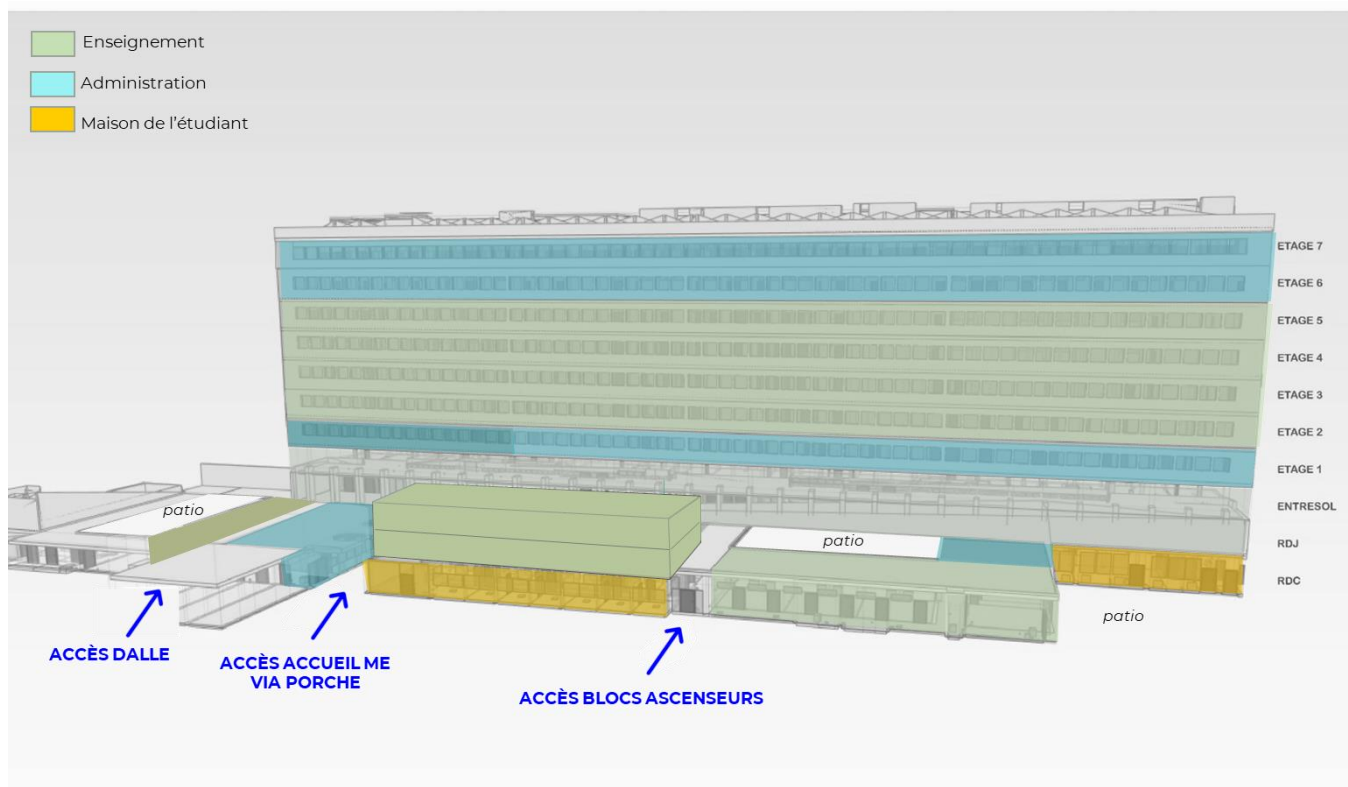 Enseignement
Administration
Maison de l'étudiant
ETAGE 7
ETAGE 6
ETAGE 5
ETAGE 4
ETAGE 3
ETAGE 2
ETAGE 1
ENTRESOL
RDJ
RDC
patio
patio
patio
ACCÈS DALLE
ACCÈS ACCUEIL ME
VIA PORCHE
ACCÈS BLOCS ASCENSEURS